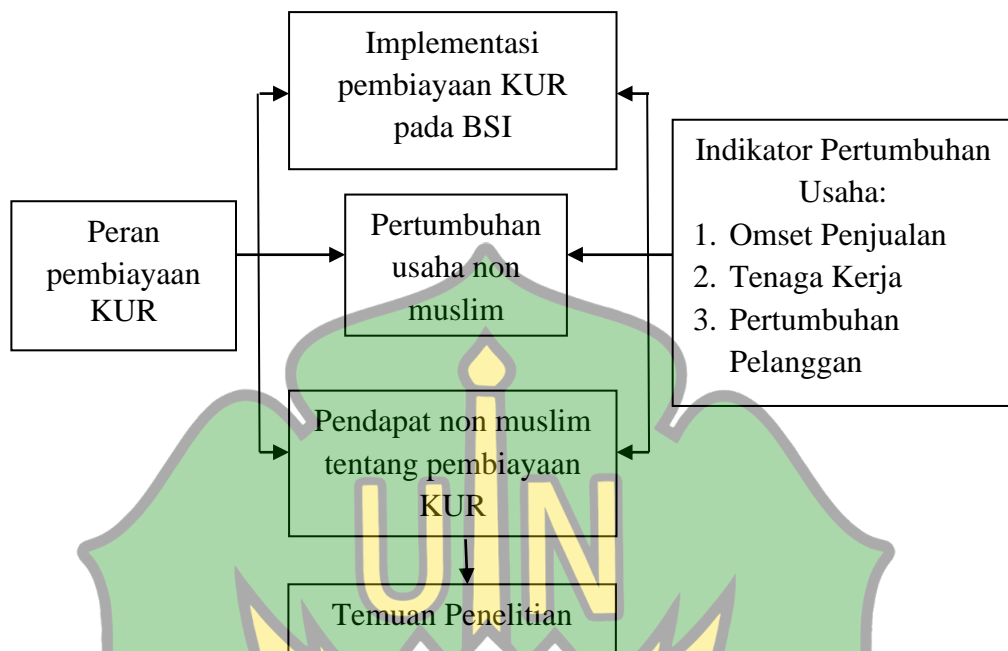 Implementasi
pembiayaan KUR
pada BSI
Peran
pembiayaan
KUR
Pertumbuhan
usaha non
muslim
Indikator Pertumbuhan
Usaha:
1. Omset Penjualan
2. Tenaga Kerja
3. Pertumbuhan
Pelanggan
Pendapat non muslim
tentang pembiayaan
KUR
UIN
Temuan Penelitian